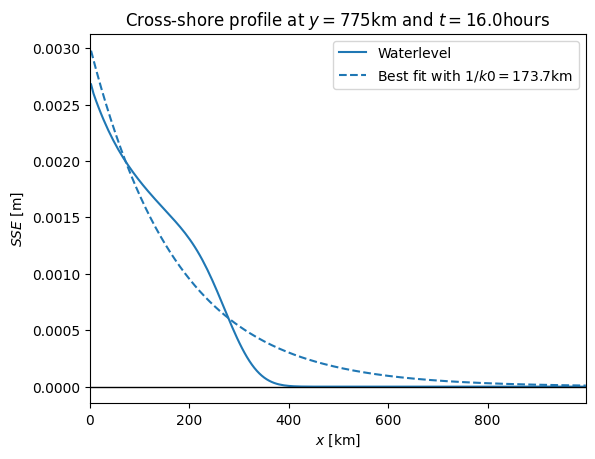 Cross-shore profile at y = 775km and t = 16.0hours
0.0030
0.0025
0.0020
0.0015
0.0010
0.0005
0.0000
SSE [m]
Waterlevel
Best fit with 1/k0 = 173.7km
0
200
400
600
800
x [km]